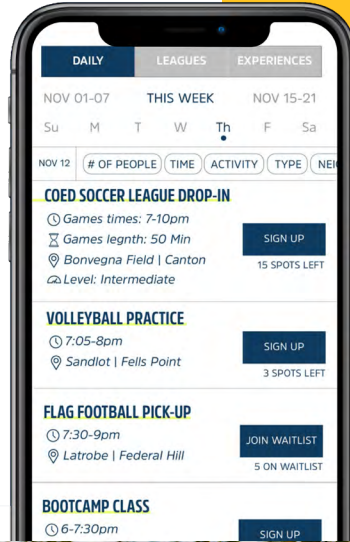 DAILY LEAGUES EXPERIENCES
NOV 01-07 THIS WEEK NOV 15-21
Su M T W Th F Sa
NOV 12 # OF PEOPLE TIME ACTIVITY TYPE NEI
COED SOCCER LEAGUE DROP-IN
Games times: 7-10pm
Games legnth: 50 Min
SIGN UP
Bonvegna Field | Canton
15 SPOTS LEFT
Level: Intermediate
VOLLEYBALL PRACTICE
7:05-8pm
SIGN UP
Sandlot | Fells Point
3 SPOTS LEFT
FLAG FOOTBALL PICK-UP
7:30-9pm
JOIN WAITLIST
Latrobe | Federal Hill
5 ON WAITLIST
BOOTCAMP CLASS
6-7:30pm
SIGN UP